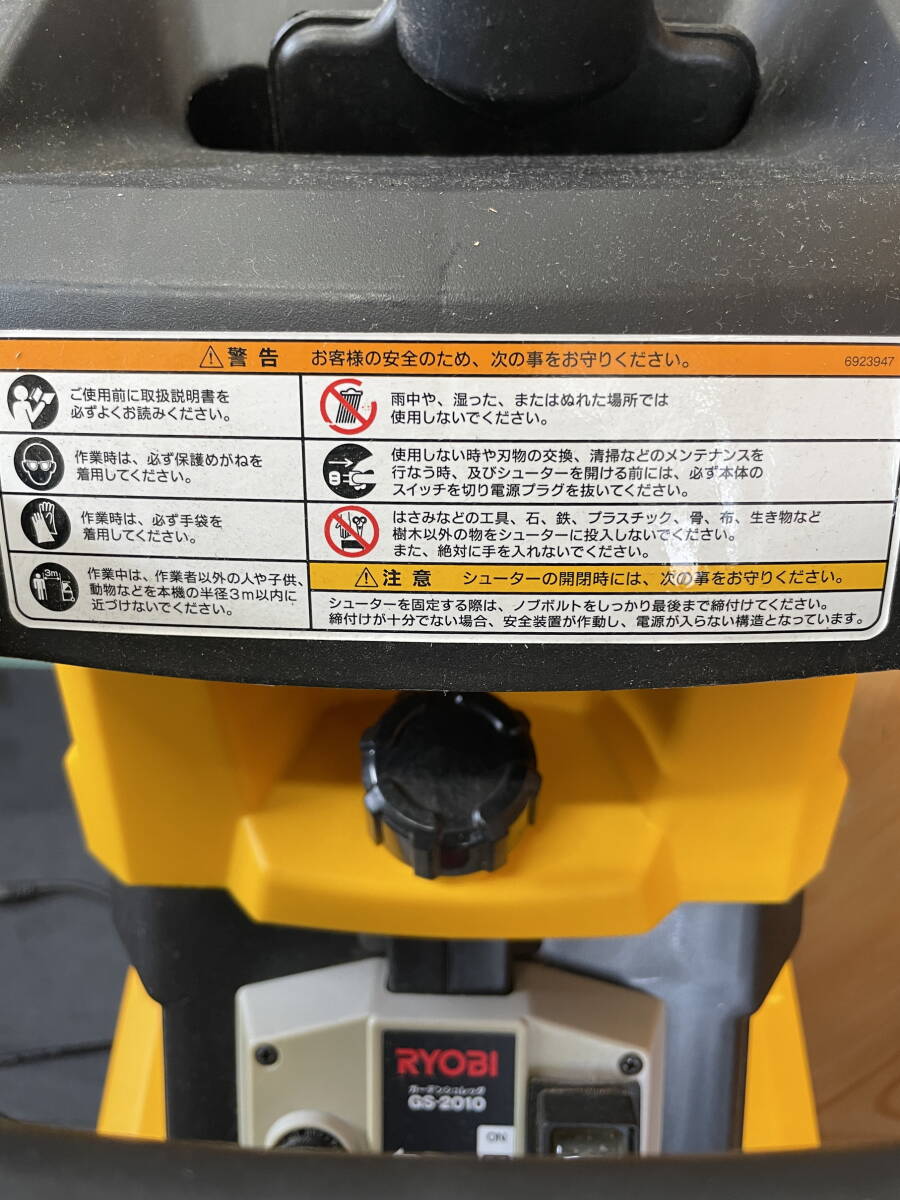 警告 お客様の安全のため、次の事をお守りください。 6923947
ご使用前に取扱説明書を
必ずよくお読みください。
作業時は、必ず保護めがねを
着用してください。
作業時は、必ず手袋を
着用してください。
3m
作業中は、作業者以外の人や子供、
動物などを本機の半径3m以内に
近づけないでください。
雨中や、湿った、またはぬれた場所では
使用しないでください。
使用しない時や刃物の交換、清掃などのメンテナンスを
行なう時、及びシューターを開ける前には、必ず本体の
スイッチを切り電源プラグを抜いてください。
はさみなどの工具、石、鉄、プラスチック、骨、布、生き物など
樹木以外の物をシューターに投入しないでください。
また、絶対に手を入れないでください。
注意 シューターの開閉時には、次の事をお守りください。
シューターを固定する際は、ノブボルトをしっかり最後まで締付けてください。
締付けが十分でない場合、安全装置が作動し、電源が入らない構造となっています。
RYOBI
ガーデンシュレッダ
GS-2010
ON